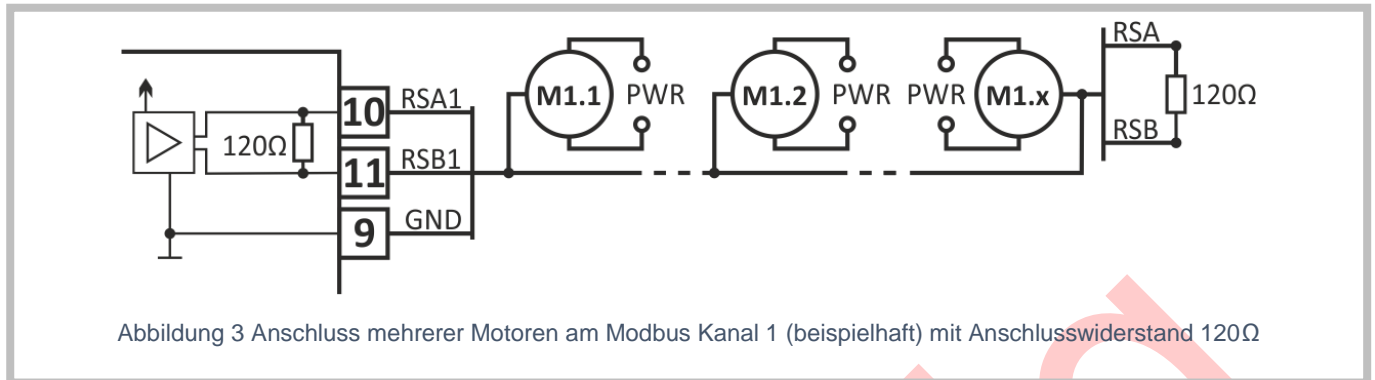 RSA
10 RSA1 M1.1 PWR M1.2 PWR PWR M1.x 120Ω
120Ω
11 RSB1 RSB
9 GND
Abbildung 3 Anschluss mehrerer Motoren am Modbus Kanal 1 (beispielhaft) mit Anschlusswiderstand 120Ω